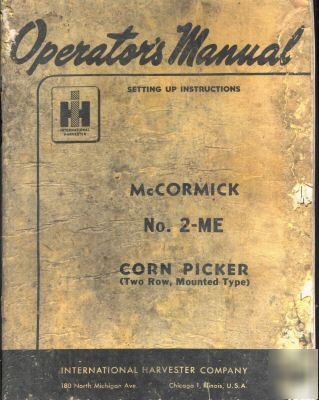 Operator's Manual
SETTING UP INSTRUCTIONS
IH
INTERNATIONAL
HARVESTER
McCORMICK
No. 2-ME
CORN PICKER
(Two Row, Mounted Type)
INTERNATIONAL HARVESTER COMPANY
180 North Michigan Ave. Chicago 1, Illinois, U.S.A.